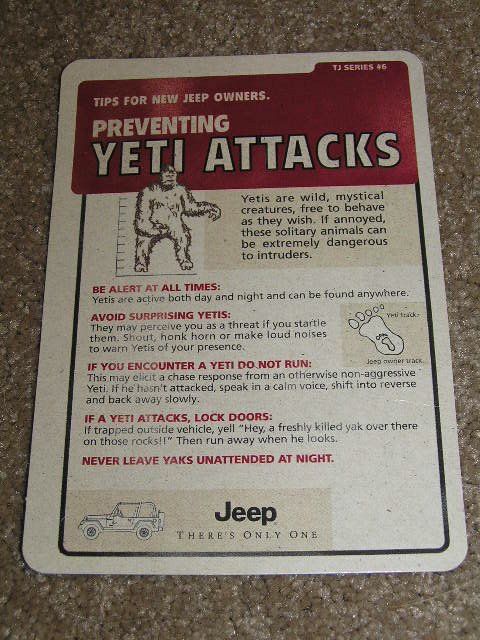 TJ SERIES #6
TIPS FOR NEW JEEP OWNERS.
PREVENTING
YETI ATTACKS
Yetis are wild, mystical
creatures, free to behave
as they wish. If annoyed,
these solitary animals can
be extremely dangerous
to intruders.
BE ALERT AT ALL TIMES:
Yetis are active both day and night and can be found anywhere.
AVOID SURPRISING YETIS:
They may perceive you as a threat if you startle
them. Shout, honk horn or make loud noises
to warn Yetis of your presence.
Yeti track.
Jeep owner track.
IF YOU ENCOUNTER A YETI DO NOT RUN:
This may elicit a chase response from an otherwise non-aggressive
Yeti. If he hasn't attacked, speak in a calm voice, shift into reverse
and back away slowly.
IF A YETI ATTACKS, LOCK DOORS:
If trapped outside vehicle, yell "Hey, a freshly killed yak over there
on those rocks!!" Then run away when he looks.
NEVER LEAVE YAKS UNATTENDED AT NIGHT.
Jeep
THERE'S ONLY ONE